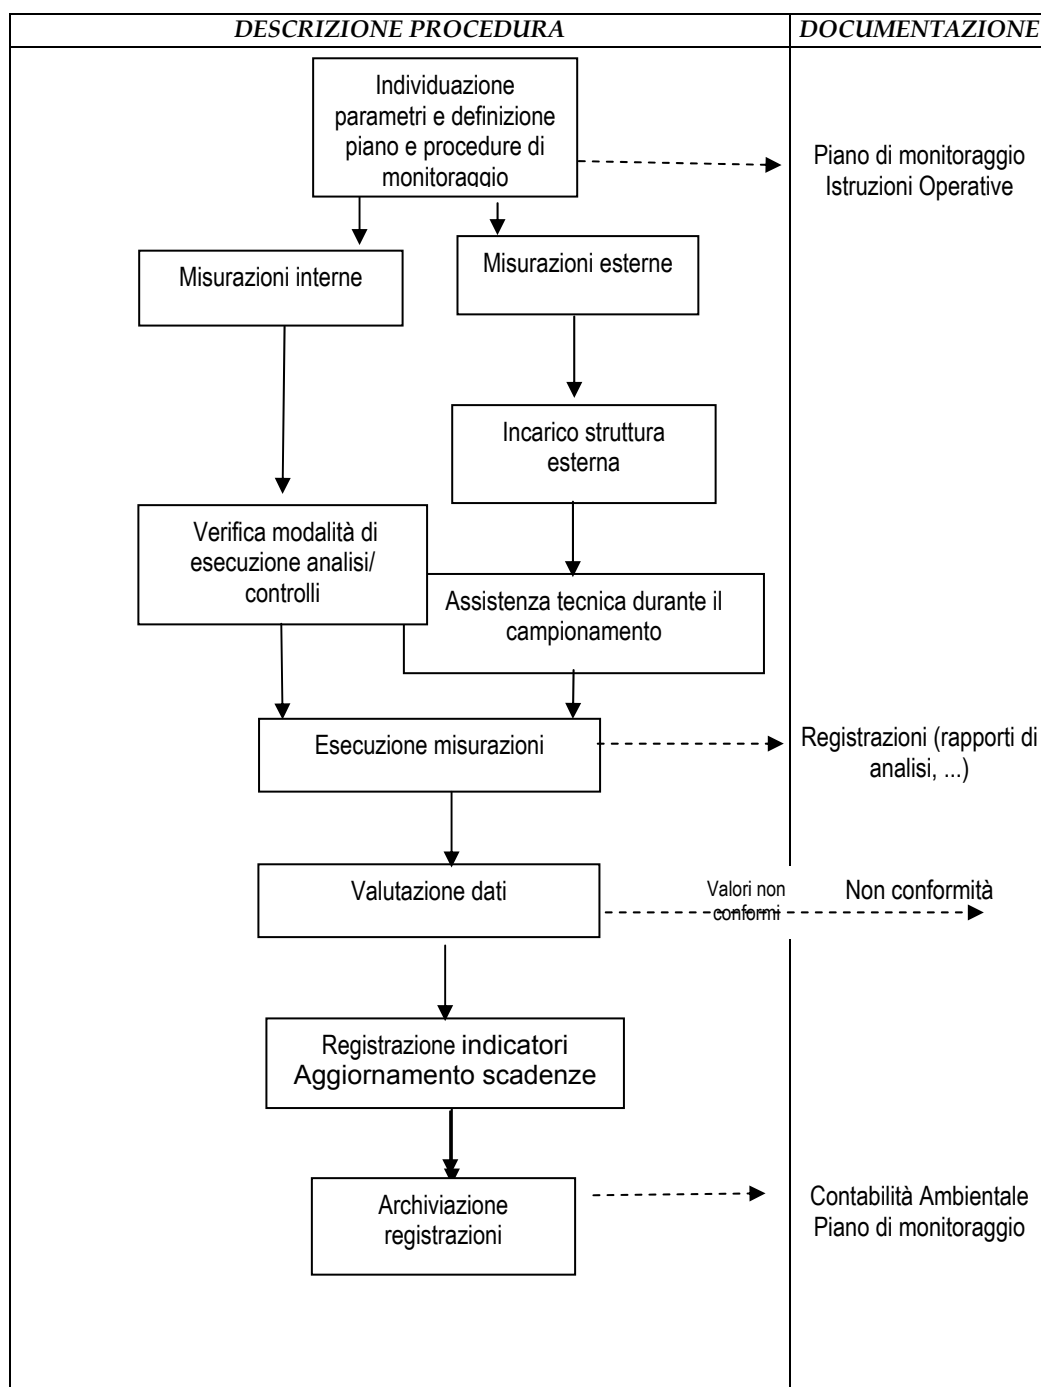 DESCRIZIONE PROCEDURA
DOCUMENTAZIONE
Individuazione
parametri e definizione
piano e procedure di
monitoraggio
Piano di monitoraggio
Istruzioni Operative
Misurazioni interne
Misurazioni esterne
Incarico struttura
esterna
Verifica modalità di
esecuzione analisi/
controlli
Assistenza tecnica durante il
campionamento
Esecuzione misurazioni
Registrazioni (rapporti di
analisi, ...)
Valutazione dati
Valori non
conformi
Non conformità
Registrazione indicatori
Aggiornamento scadenze
Archiviazione
registrazioni
Contabilità Ambientale
Piano di monitoraggio